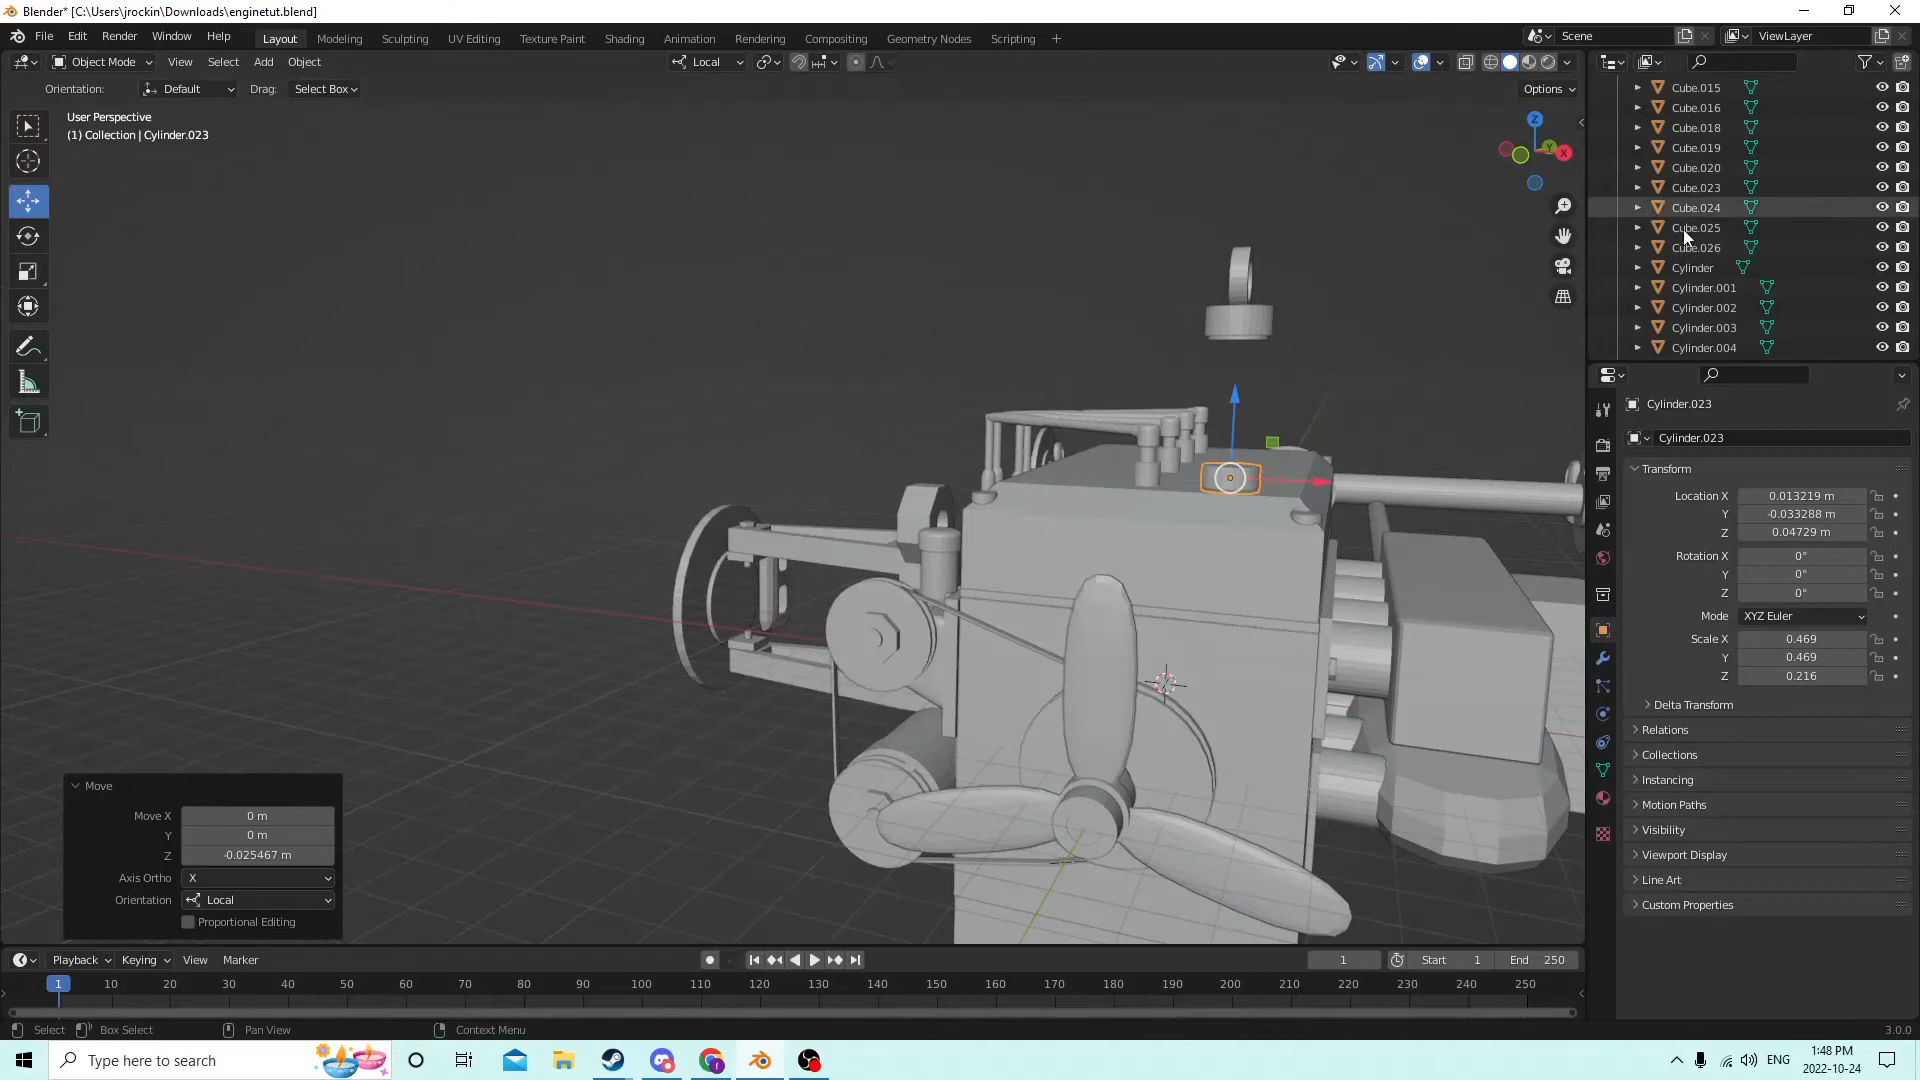 Blender* [C:\Users\jrockin\Downloads\enginetut.blend]
File Edit Render Window Help Layout Modeling Sculpting UV Editing Texture Paint Shading Animation Rendering Compositing Geometry Nodes Scripting + Scene ViewLayer
Object Mode View Select Add Object Local
Orientation: Default Drag: Select Box Options
User Perspective
(1) Collection | Cylinder.023
Z
Y
X
Cube.015
Cube.016
Cube.018
Cube.019
Cube.020
Cube.023
Cube.024
Cube.025
Cube.026
Cylinder
Cylinder.001
Cylinder.002
Cylinder.003
Cylinder.004
Cylinder.023
Cylinder.023
Transform
Location X 0.013219 m
Y -0.033288 m
Z 0.04729 m
Rotation X 0°
Y 0°
Z 0°
Mode XYZ Euler
Scale X 0.469
Y 0.469
Z 0.216
Delta Transform
Relations
Collections
Instancing
Motion Paths
Visibility
Viewport Display
Line Art
Custom Properties
Move
Move X 0 m
Y 0 m
Z -0.025467 m
Axis Ortho X
Orientation Local
Proportional Editing
Playback Keying View Marker 1 Start 1 End 250
1 10 20 30 40 50 60 70 80 90 100 110 120 130 140 150 160 170 180 190 200 210 220 230 240 250
Select Box Select Pan View Context Menu 3.0.0
Type here to search ENG 1:48 PM
2022-10-24